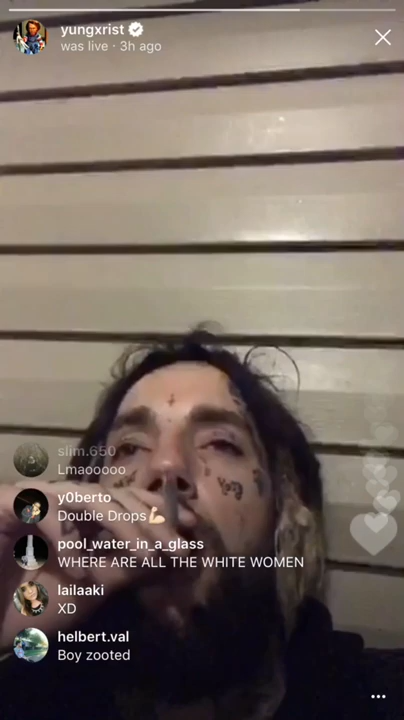 yungxrist
was live · 3h ago
slim.650
Lmaooooo
y0berto
Double Drops💪🏻
pool_water_in_a_glass
WHERE ARE ALL THE WHITE WOMEN
lailaaki
XD
helbert.val
Boy zooted